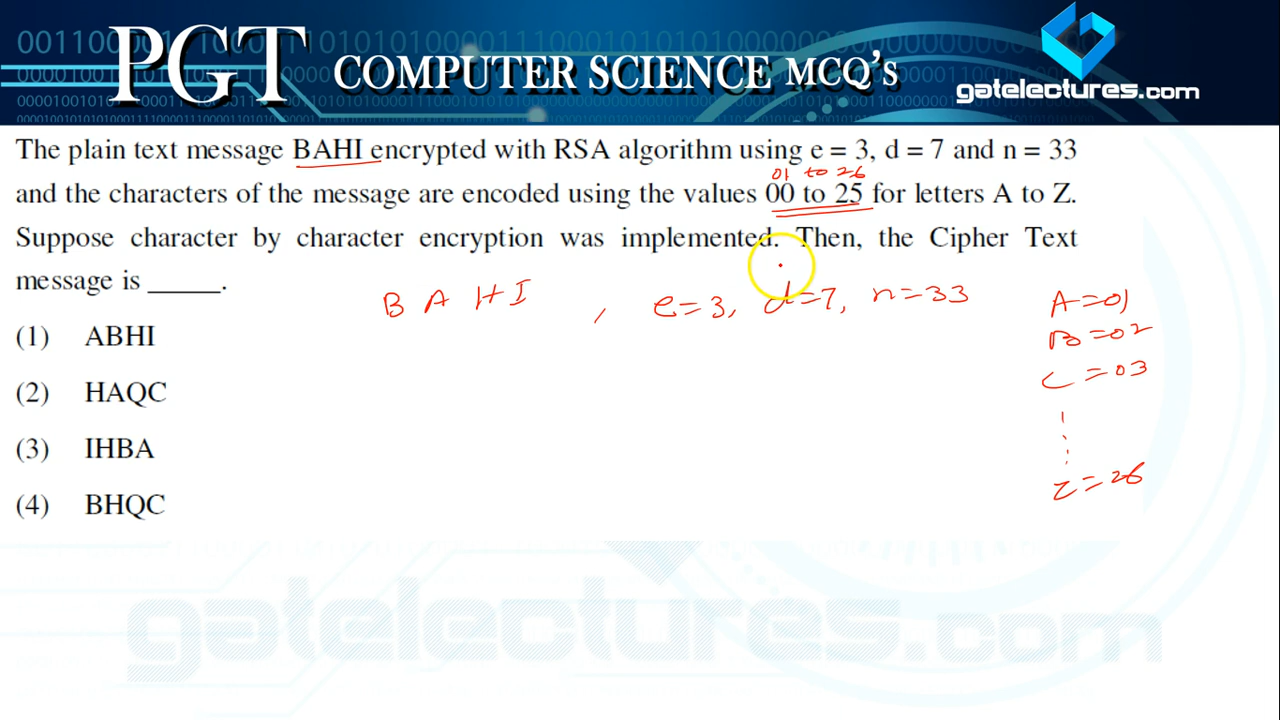 PGT COMPUTER SCIENCE MCQ's
gatelectures.com
The plain text message BAHI encrypted with RSA algorithm using e = 3, d = 7 and n = 33
01 to 26
and the characters of the message are encoded using the values 00 to 25 for letters A to Z.
Suppose character by character encryption was implemented. Then, the Cipher Text
message is _____.
B A H I , e=3, d=7, n=33
A=01
(1) ABHI
B=02
C=03
(2) HAQC
(3) IHBA
Z=26
(4) BHQC
gatelectures.com